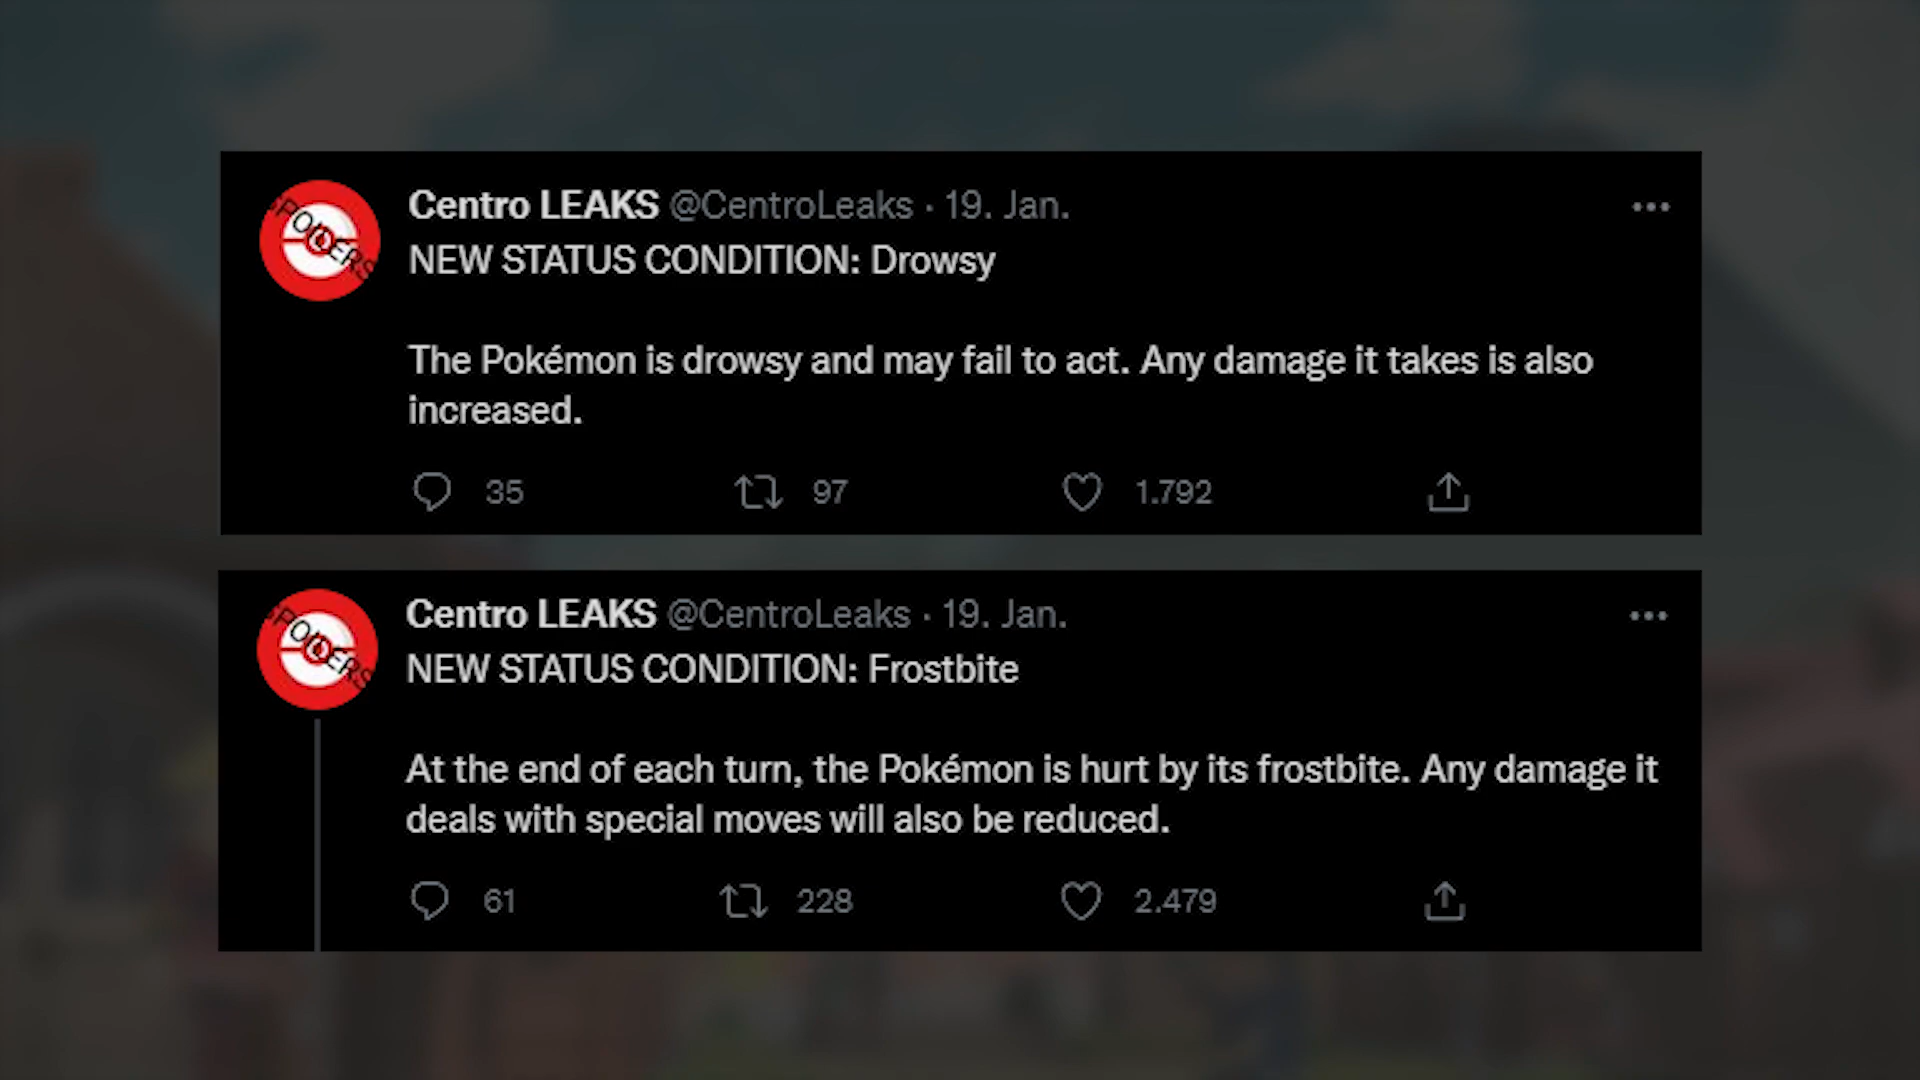 SPOILERS
Centro LEAKS @CentroLeaks · 19. Jan.
NEW STATUS CONDITION: Drowsy
The Pokémon is drowsy and may fail to act. Any damage it takes is also
increased.
35 97 1.792
SPOILERS
Centro LEAKS @CentroLeaks · 19. Jan.
NEW STATUS CONDITION: Frostbite
At the end of each turn, the Pokémon is hurt by its frostbite. Any damage it
deals with special moves will also be reduced.
61 228 2.479